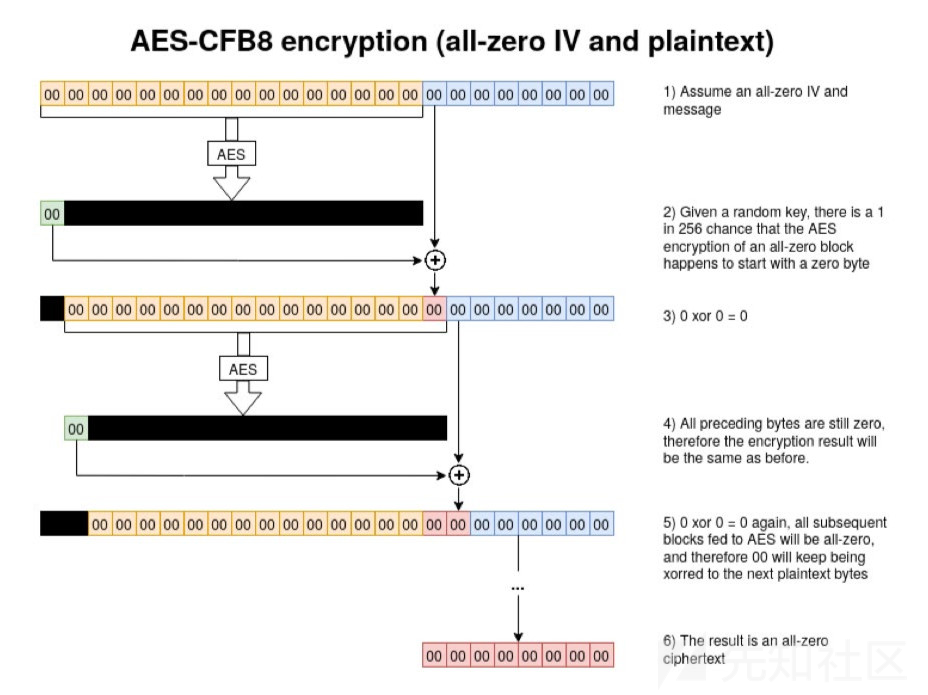 AES-CFB8 encryption (all-zero IV and plaintext)
00 00 00 00 00 00 00 00 00 00 00 00 00 00 00 00 00 00 00 00 00 00 00 00
1) Assume an all-zero IV and
message
AES
00
2) Given a random key, there is a 1
in 256 chance that the AES
encryption of an all-zero block
happens to start with a zero byte
00 00 00 00 00 00 00 00 00 00 00 00 00 00 00 00 00 00 00 00 00 00 00
3) 0 xor 0 = 0
AES
00
4) All preceding bytes are still zero,
therefore the encryption result will
be the same as before.
00 00 00 00 00 00 00 00 00 00 00 00 00 00 00 00 00 00 00 00 00 00
5) 0 xor 0 = 0 again, all subsequent
blocks fed to AES will be all-zero,
and therefore 00 will keep being
xorred to the next plaintext bytes
...
00 00 00 00 00 00 00 00
6) The result is an all-zero
ciphertext
先知社区